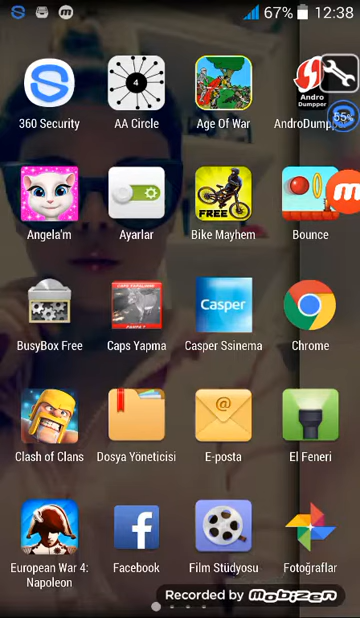 67% 12:38
4
Andro
Dumpper
55%
360 Security
AA Circle
Age Of War
AndroDumpp
FREE
Angela'm
Ayarlar
Bike Mayhem
Bounce
Casper
BusyBox Free
Caps Yapma
Casper Ssinema
Chrome
Clash of Clans
Dosya Yöneticisi
E-posta
El Feneri
European War 4:
Napoleon
Facebook
Film Stüdyosu
Fotoğraflar
Recorded by Mobizen